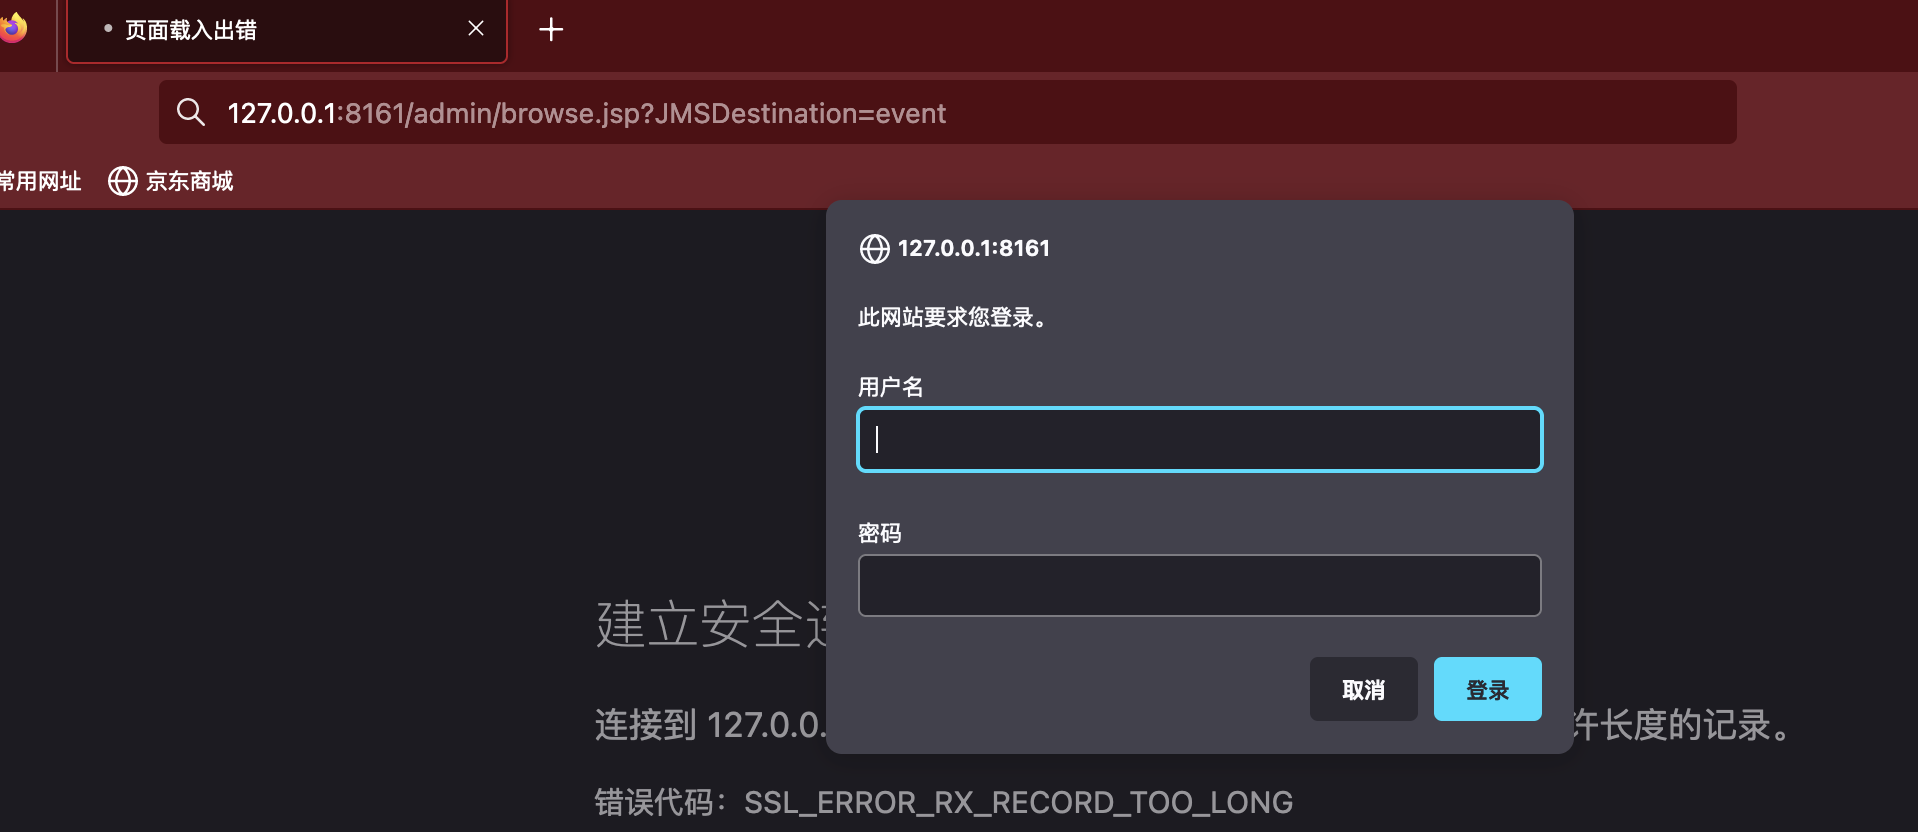 页面载入出错
127.0.0.1:8161/admin/browse.jsp?JMSDestination=event
常用网址 京东商城
127.0.0.1:8161
此网站要求您登录。
用户名
密码
取消 登录
建立安全连
连接到 127.0.0. 许长度的记录。
错误代码：SSL_ERROR_RX_RECORD_TOO_LONG